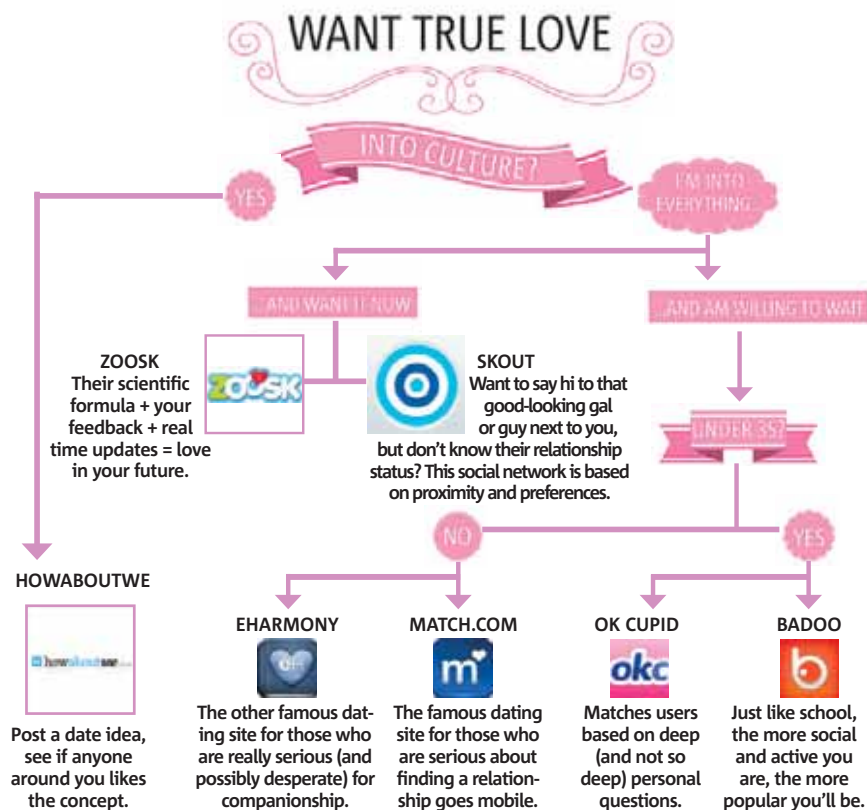 WANT TRUE LOVE
INTO CULTURE?
YES
I'M INTO
EVERYTHING...
...AND WANT IT NOW
...AND AM WILLING TO WAIT
ZOOSK
Their scientific
formula + your
feedback + real
time updates = love
in your future.
ZOOSK
SKOUT
Want to say hi to that
good-looking gal
or guy next to you,
but don't know their relationship
status? This social network is based
on proximity and preferences.
UNDER 35?
NO
YES
HOWABOUTWE
howaboutwe
Post a date idea,
see if anyone
around you likes
the concept.
EHARMONY
eH
The other famous dat-
ing site for those who
are really serious (and
possibly desperate) for
companionship.
MATCH.COM
m
The famous dating
site for those who
are serious about
finding a relation-
ship goes mobile.
OK CUPID
okc
Matches users
based on deep
(and not so
deep) personal
questions.
BADOO
b
Just like school,
the more social
and active you
are, the more
popular you'll be.